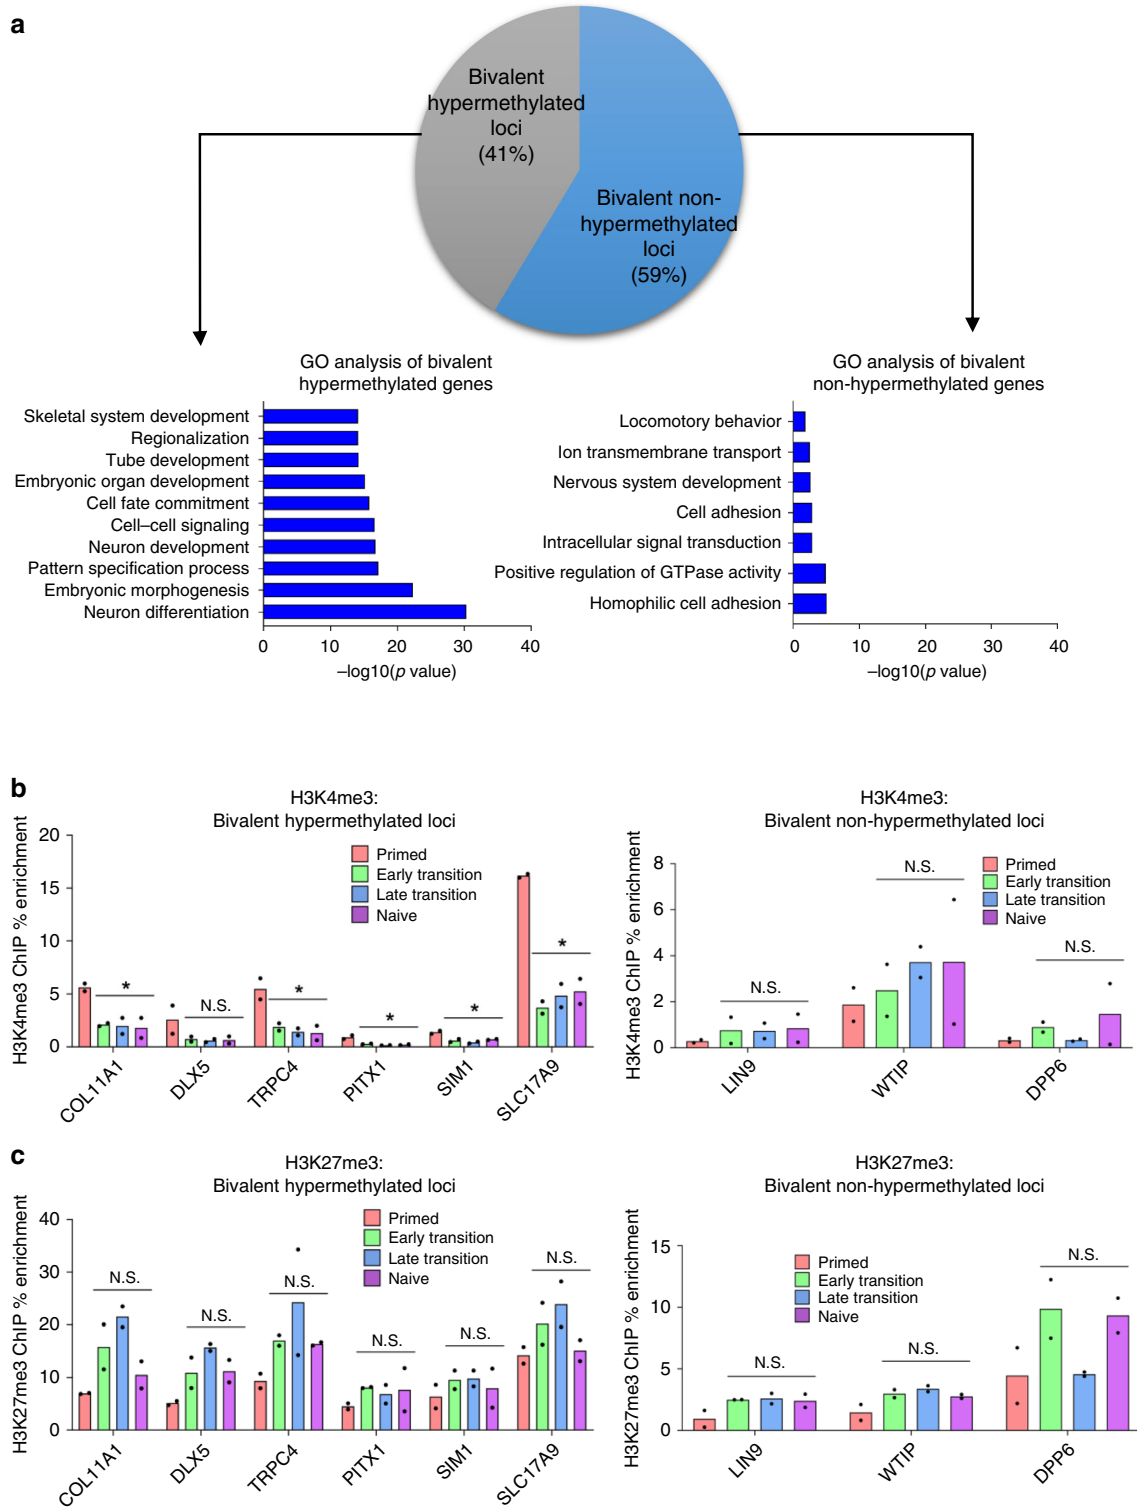 a
Bivalent
hypermethylated
loci
(41%)
Bivalent non-
hypermethylated
loci
(59%)
GO analysis of bivalent
hypermethylated genes
Skeletal system development
Regionalization
Tube development
Embryonic organ development
Cell fate commitment
Cell–cell signaling
Neuron development
Pattern specification process
Embryonic morphogenesis
Neuron differentiation
0 10 20 30 40
–log10(p value)
GO analysis of bivalent
non-hypermethylated genes
Locomotory behavior
Ion transmembrane transport
Nervous system development
Cell adhesion
Intracellular signal transduction
Positive regulation of GTPase activity
Homophilic cell adhesion
0 10 20 30 40
–log10(p value)
b
H3K4me3:
Bivalent hypermethylated loci
H3K4me3 ChIP % enrichment
20
15
10
5
0
Primed
Early transition
Late transition
Naive
* N.S. * * * *
COL11A1 DLX5 TRPC4 PITX1 SIM1 SLC17A9
H3K4me3:
Bivalent non-hypermethylated loci
H3K4me3 ChIP % enrichment
8
6
4
2
0
Primed
Early transition
Late transition
Naive
N.S. N.S. N.S.
LIN9 WTIP DPP6
c
H3K27me3:
Bivalent hypermethylated loci
H3K27me3 ChIP % enrichment
40
30
20
10
0
Primed
Early transition
Late transition
Naive
N.S. N.S. N.S. N.S. N.S. N.S.
COL11A1 DLX5 TRPC4 PITX1 SIM1 SLC17A9
H3K27me3:
Bivalent non-hypermethylated loci
H3K27me3 ChIP % enrichment
15
10
5
0
Primed
Early transition
Late transition
Naive
N.S. N.S. N.S.
LIN9 WTIP DPP6